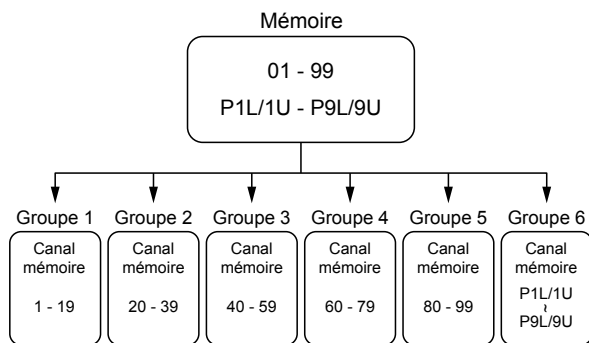 Mémoire
01 - 99
P1L/1U - P9L/9U
Groupe 1
Canal
mémoire
1 - 19
Groupe 2
Canal
mémoire
20 - 39
Groupe 3
Canal
mémoire
40 - 59
Groupe 4
Canal
mémoire
60 - 79
Groupe 5
Canal
mémoire
80 - 99
Groupe 6
Canal
mémoire
P1L/1U
~
P9L/9U